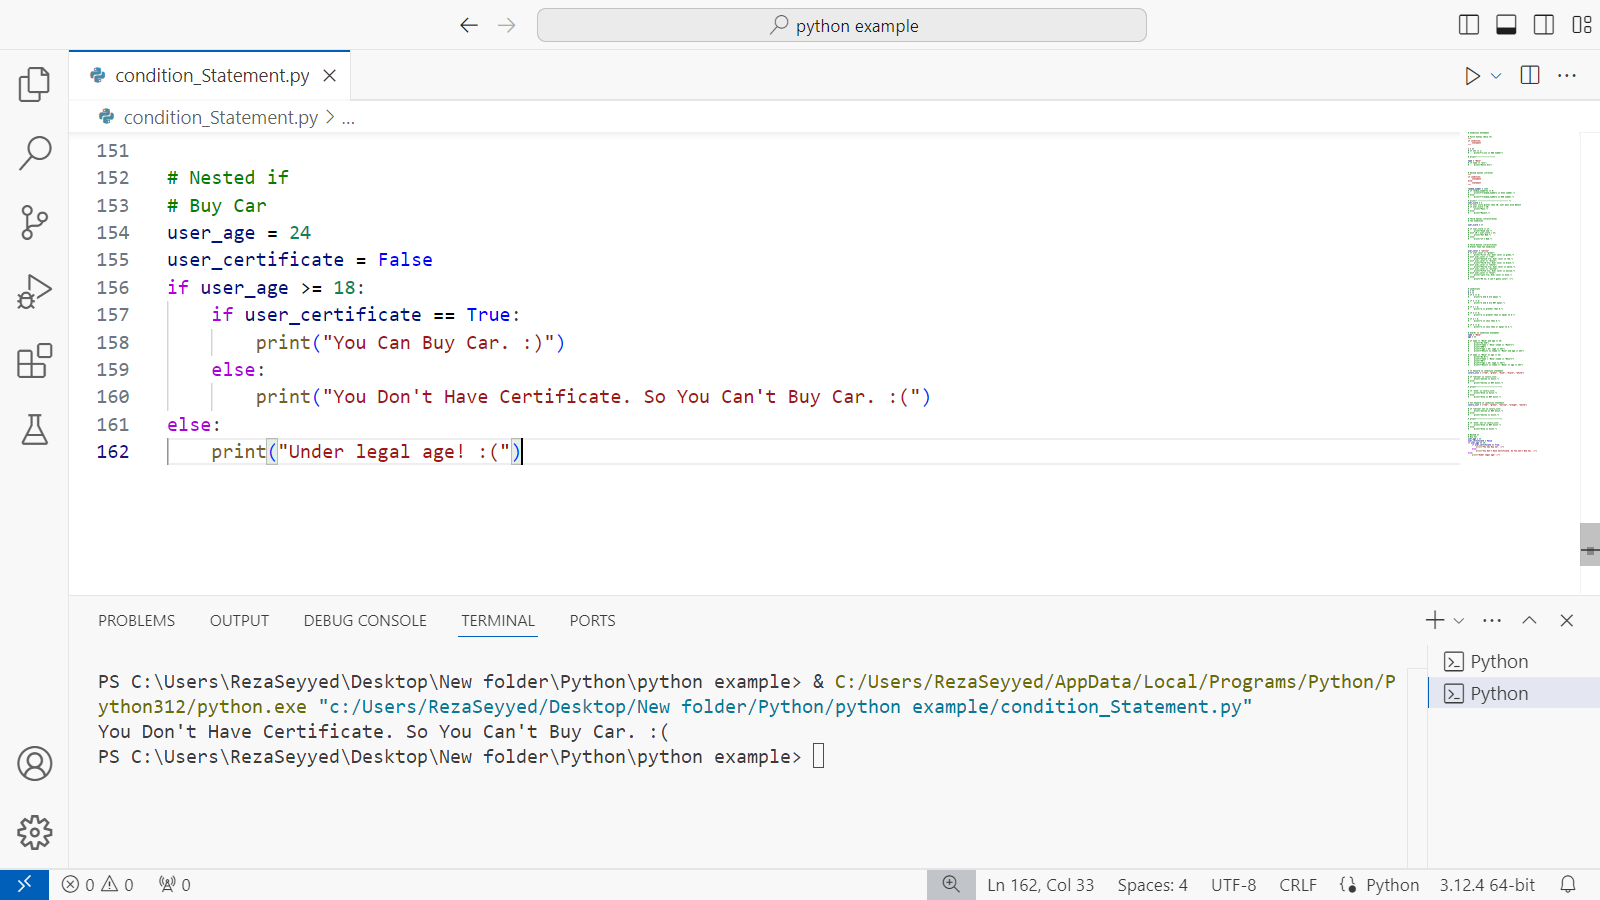 python example
condition_Statement.py
condition_Statement.py > ...
151
152 # Nested if
153 # Buy Car
154 user_age = 24
155 user_certificate = False
156 if user_age >= 18:
157     if user_certificate == True:
158         print("You Can Buy Car. :)")
159     else:
160         print("You Don't Have Certificate. So You Can't Buy Car. :(")
161 else:
162     print("Under legal age! :(")
PROBLEMS OUTPUT DEBUG CONSOLE TERMINAL PORTS
PS C:\Users\RezaSeyyed\Desktop\New folder\Python\python example> & C:/Users/RezaSeyyed/AppData/Local/Programs/Python/P
ython312/python.exe "c:/Users/RezaSeyyed/Desktop/New folder/Python/python example/condition_Statement.py"
You Don't Have Certificate. So You Can't Buy Car. :(
PS C:\Users\RezaSeyyed\Desktop\New folder\Python\python example>
Python
Python
0 0 0 Ln 162, Col 33 Spaces: 4 UTF-8 CRLF Python 3.12.4 64-bit